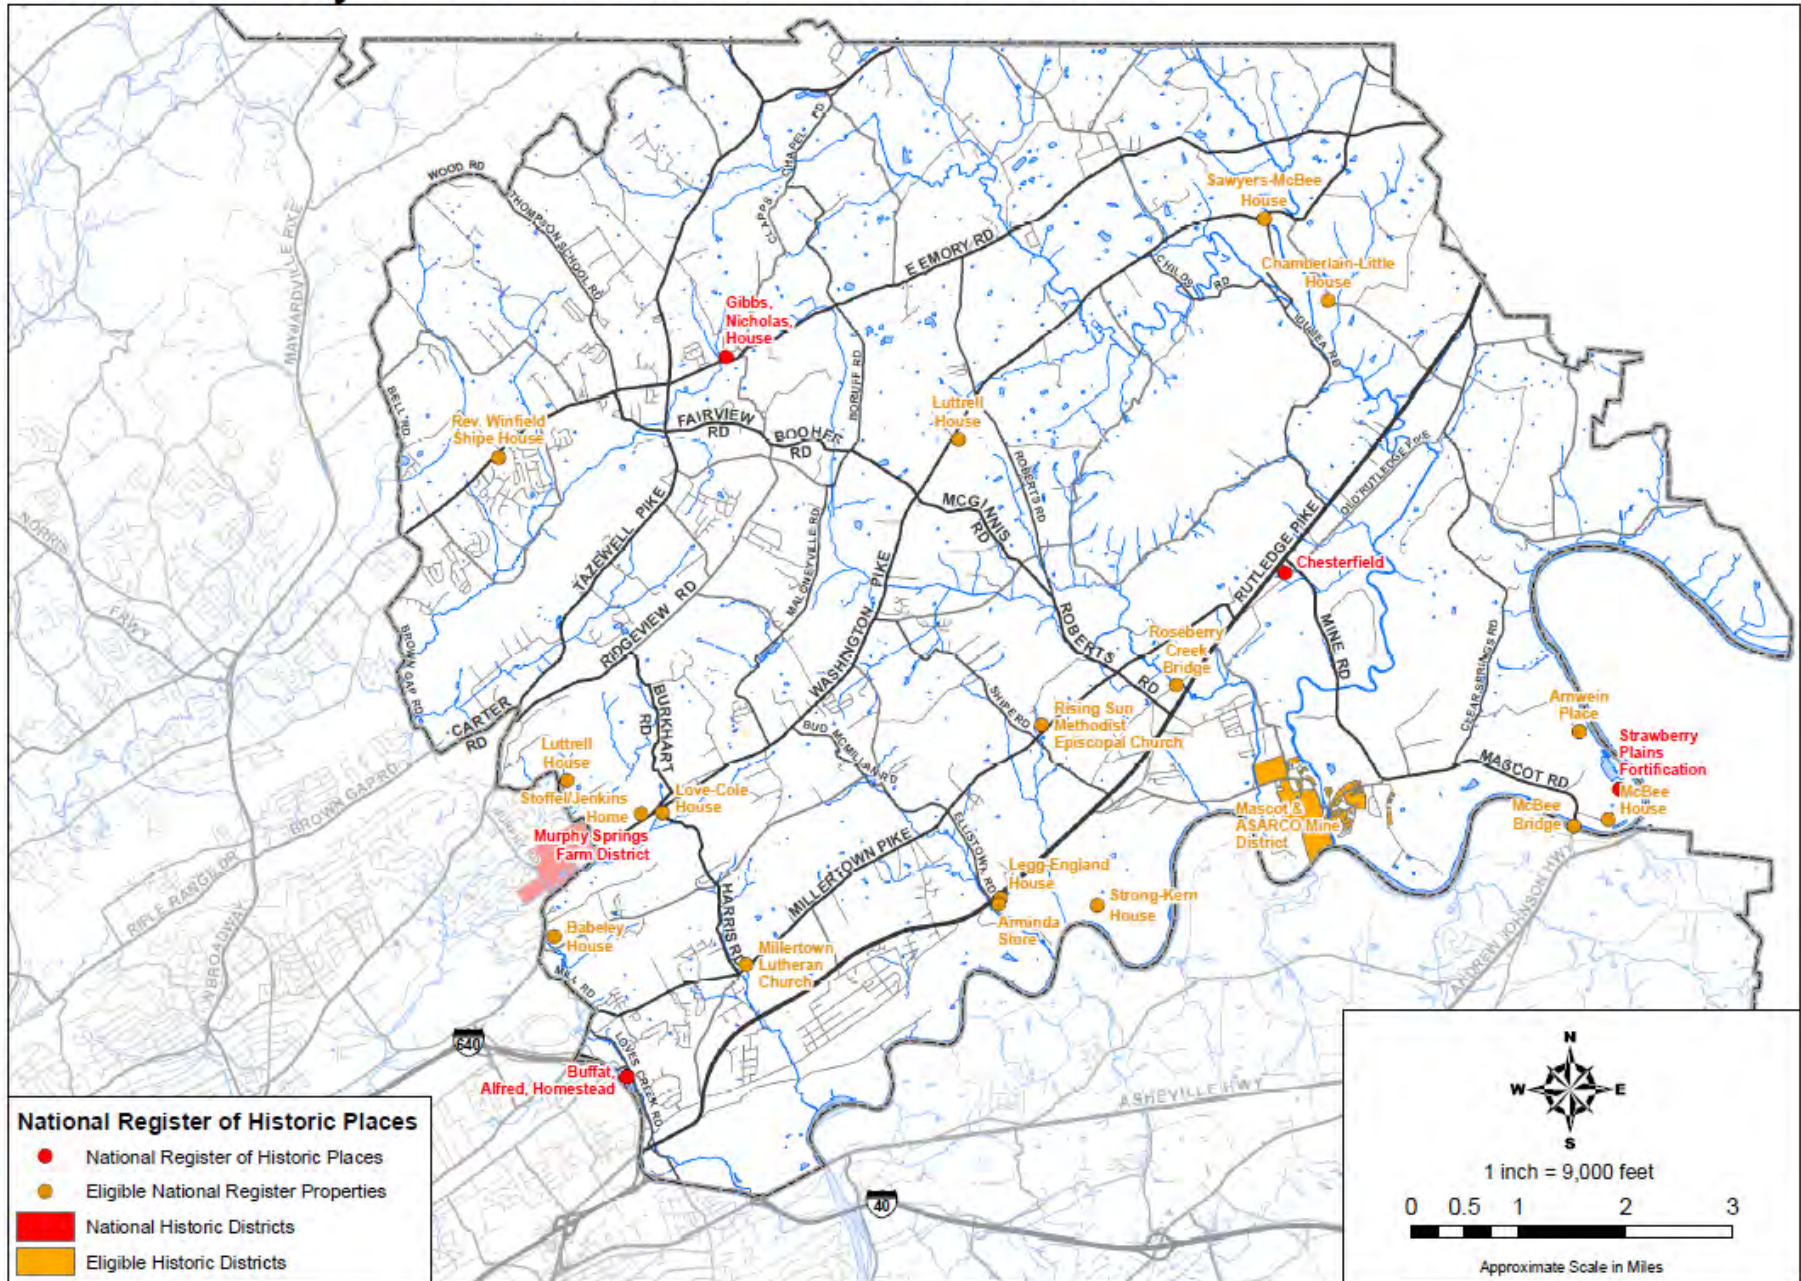 WOOD RD
THOMPSON SCHOOL RD
CHAPEL RD
CLAPPS
MAYNARDVILLE PIKE
Sawyers-McBee
House
E EMORY RD
CHILDS RD
Chamberlain-Little
House
Gibbs,
Nicholas,
House
BELL RD
BORUFF RD
Rev. Winfield
Shipe House
FAIRVIEW
RD
BOOHER
RD
Luttrell
House
ROBERTS RD
MCGINNIS
RD
OLD RUTLEDGE PIKE
RUTLEDGE PIKE
NORRIS
FRWY
TAZEWELL PIKE
MALONEYVILLE RD
WASHINGTON PIKE
RIDGEVIEW RD
Chesterfield
ROBERTS
RD
MINE RD
Roseberry
Creek
Bridge
CLEAR SPRINGS RD
BROWN GAP RD
CARTER
RD
BURKHART
RD
SHIPE RD
Rising Sun
Methodist
Episcopal Church
BUD MCMILLAN RD
Arnwein
Place
Strawberry
Plains
Fortification
MASCOT RD
McBee
House
McBee
Bridge
Luttrell
House
Stoffel/Jenkins
Home
Love-Cole
House
BROWN GAP RD
Murphy Springs
Farm District
Mascot &
ASARCO Mine
District
ELLISTOWN RD
MILLERTOWN PIKE
Legg-England
House
Strong-Kern
House
Arminda
Store
RIFLE RANGE DR
N BROADWAY
HARRIS RD
Babeley
House
Millertown
Lutheran
Church
MILL RD
ANDREW JOHNSON HWY
640
LOVES CREEK RD
Buffat,
Alfred, Homestead
ASHEVILLE HWY
40
National Register of Historic Places
National Register of Historic Places
Eligible National Register Properties
National Historic Districts
Eligible Historic Districts
N
W
E
S
1 inch = 9,000 feet
0 0.5 1 2 3
Approximate Scale in Miles